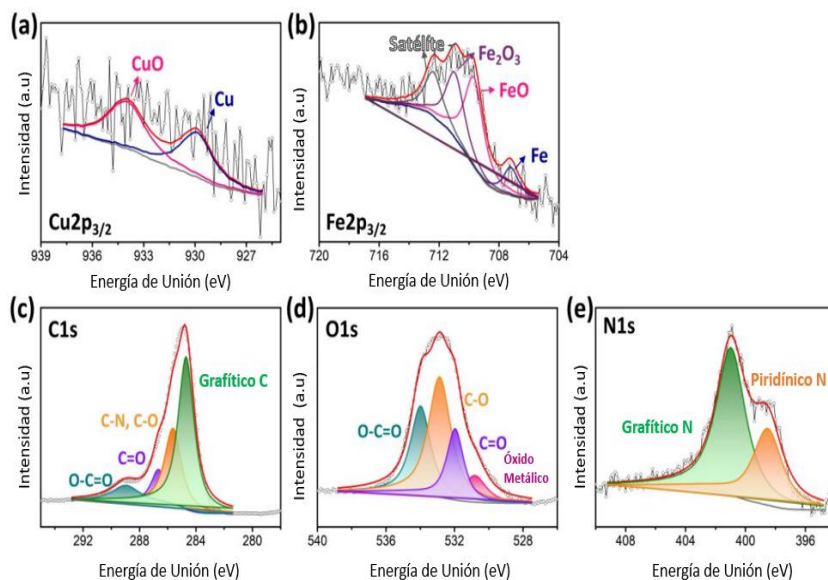 (a)
Intensidad (a.u)
CuO
Cu
Cu2p3/2
939 936 933 930 927
Energía de Unión (eV)
(b)
Intensidad (a.u)
Satélite
Fe2O3
FeO
Fe
Fe2p3/2
720 716 712 708 704
Energía de Unión (eV)
(c)
C1s
Intensidad (a.u)
Grafítico C
C-N, C-O
C=O
O-C=O
292 288 284 280
Energía de Unión (eV)
(d)
O1s
Intensidad (a.u)
C-O
O-C=O
C=O
Óxido
Metálico
540 536 532 528
Energía de Unión (eV)
(e)
N1s
Intensidad (a.u)
Piridínico N
Grafítico N
408 404 400 396
Energía de Unión (eV)